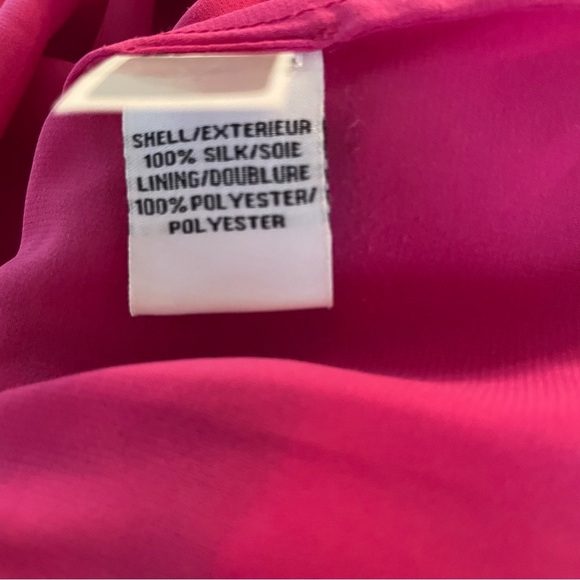 SHELL/EXTERIEUR
100% SILK/SOIE
LINING/DOUBLURE
100% POLYESTER/
POLYESTER